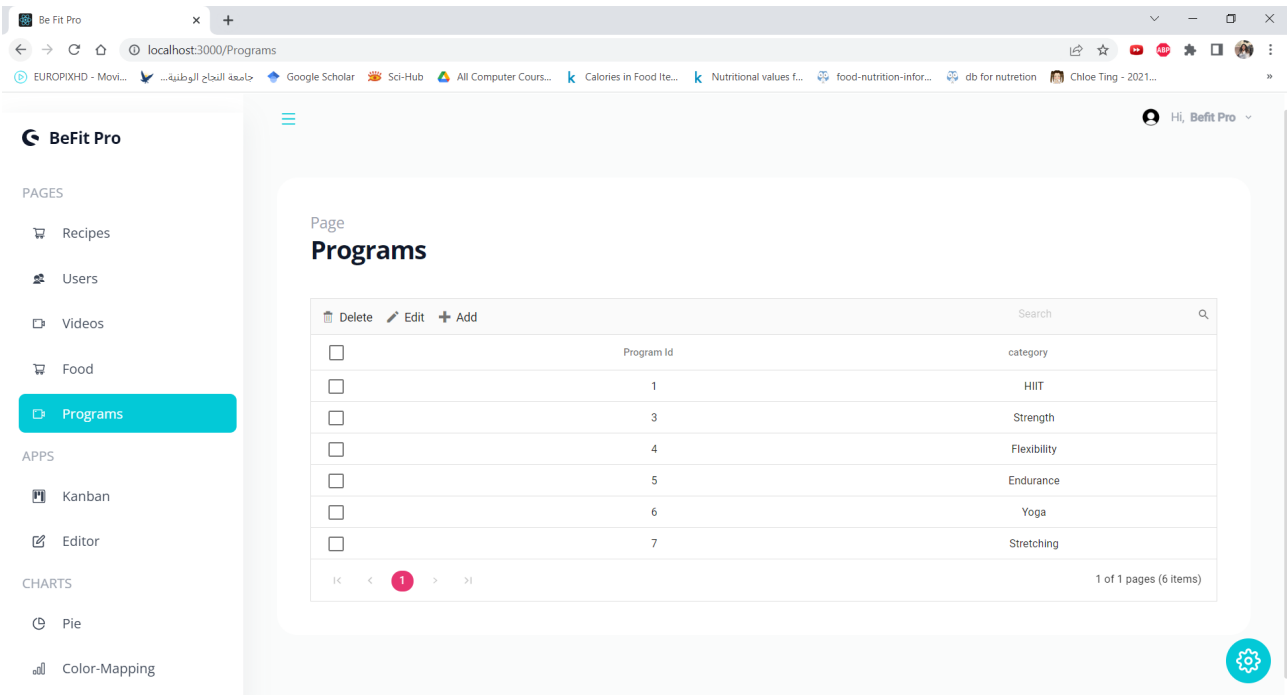 Be Fit Pro
localhost:3000/Programs
ABP
EUROPIXHD - Movi... جامعة النجاح الوطنية... Google Scholar Sci-Hub All Computer Cours... Calories in Food Ite... Nutritional values f... food-nutrition-infor... db for nutretion Chloe Ting - 2021... »
BeFit Pro
Hi, Befit Pro
PAGES
Recipes
Users
Videos
Food
Programs
APPS
Kanban
Editor
CHARTS
Pie
Color-Mapping
Page
Programs
Delete Edit Add Search
Program Id category
1 HIIT
3 Strength
4 Flexibility
5 Endurance
6 Yoga
7 Stretching
1 1 of 1 pages (6 items)